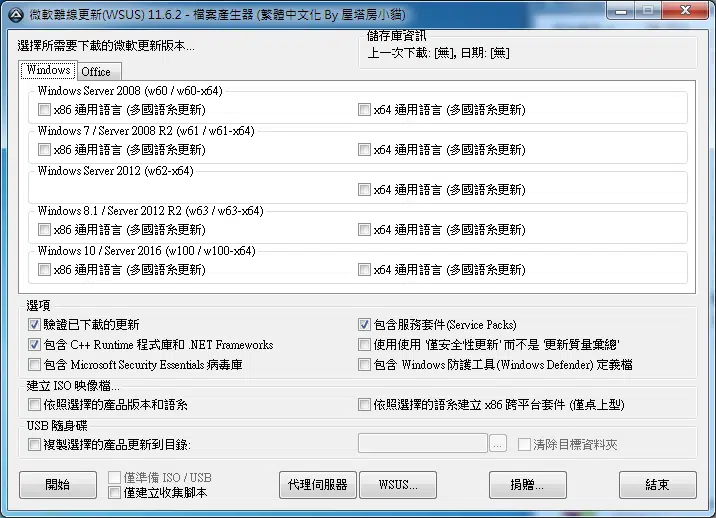 微軟離線更新(WSUS) 11.6.2 - 檔案產生器 (繁體中文化 By 屋塔房小貓)
選擇所需要下載的微軟更新版本...
儲存庫資訊
上一次下載: [無], 日期: [無]
Windows Office
Windows Server 2008 (w60 / w60-x64)
x86 通用語言 (多國語系更新) x64 通用語言 (多國語系更新)
Windows 7 / Server 2008 R2 (w61 / w61-x64)
x86 通用語言 (多國語系更新) x64 通用語言 (多國語系更新)
Windows Server 2012 (w62-x64)
x64 通用語言 (多國語系更新)
Windows 8.1 / Server 2012 R2 (w63 / w63-x64)
x86 通用語言 (多國語系更新) x64 通用語言 (多國語系更新)
Windows 10 / Server 2016 (w100 / w100-x64)
x86 通用語言 (多國語系更新) x64 通用語言 (多國語系更新)
選項
驗證已下載的更新 包含服務套件(Service Packs)
包含 C++ Runtime 程式庫和 .NET Frameworks 使用使用 '僅安全性更新' 而不是 '更新質量彙總'
包含 Microsoft Security Essentials 病毒庫 包含 Windows 防護工具(Windows Defender) 定義檔
建立 ISO 映像檔...
依照選擇的產品版本和語系 依照選擇的語系建立 x86 跨平台套件 (僅桌上型)
USB 隨身碟
複製選擇的產品更新到目錄: ... 清除目標資料夾
開始 僅準備 ISO / USB
僅建立收集腳本 代理伺服器 WSUS... 捐贈... 結束